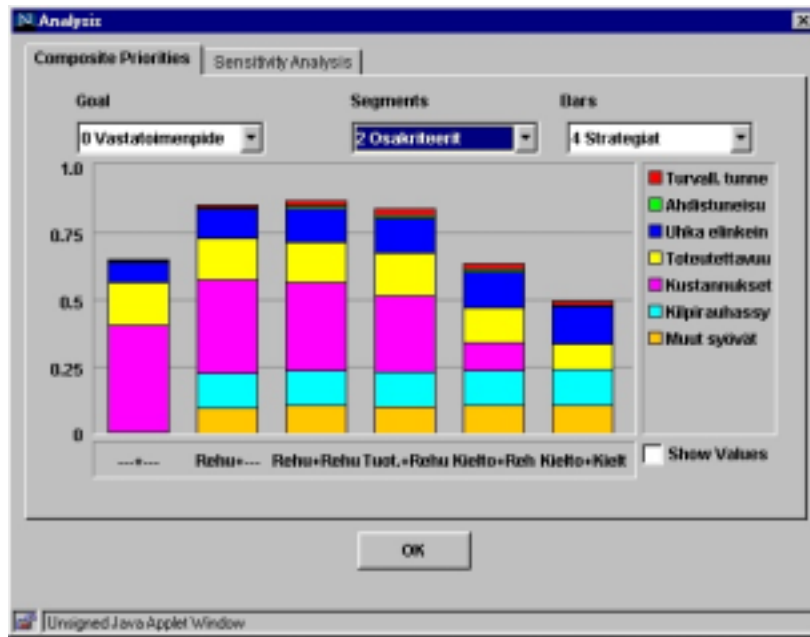 Analysis
Composite Priorities Sensitivity Analysis
Goal Segments Bars
0 Vastatoimenpide 2 Osakriteerit 4 Strategiat
1.0
0.75
0.5
0.25
0
Turvall. tunne
Ahdistuneisu
Uhka elinkein
Toteutettavuu
Kustannukset
Kilpirauhassy
Muut syövät
---+--- Rehu+--- Rehu+Rehu Tuot.+Rehu Kielto+Reh Kielto+Kielt
Show Values
OK
Unsigned Java Applet Window